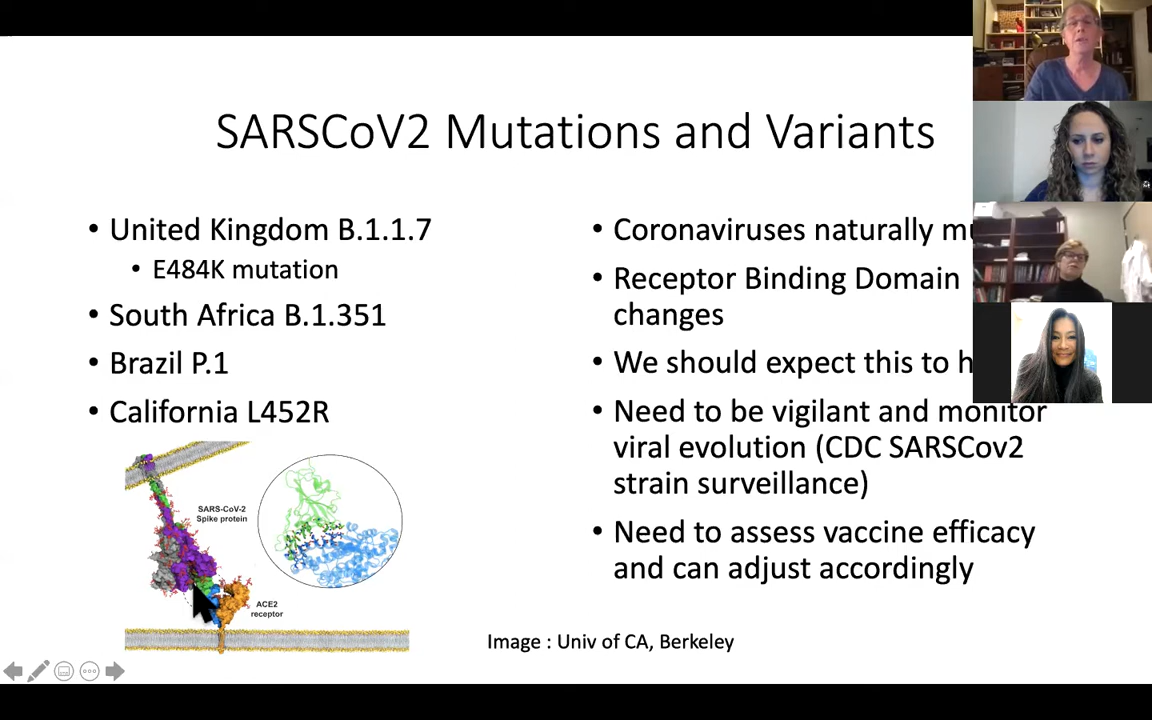 SARSCoV2 Mutations and Variants
• United Kingdom B.1.1.7
• E484K mutation
• South Africa B.1.351
• Brazil P.1
• California L452R
SARS-CoV-2
Spike protein
ACE2
receptor
• Coronaviruses naturally
• Receptor Binding Domain
changes
• We should expect this to
• Need to be vigilant and monitor
viral evolution (CDC SARSCov2
strain surveillance)
• Need to assess vaccine efficacy
and can adjust accordingly
Image : Univ of CA, Berkeley